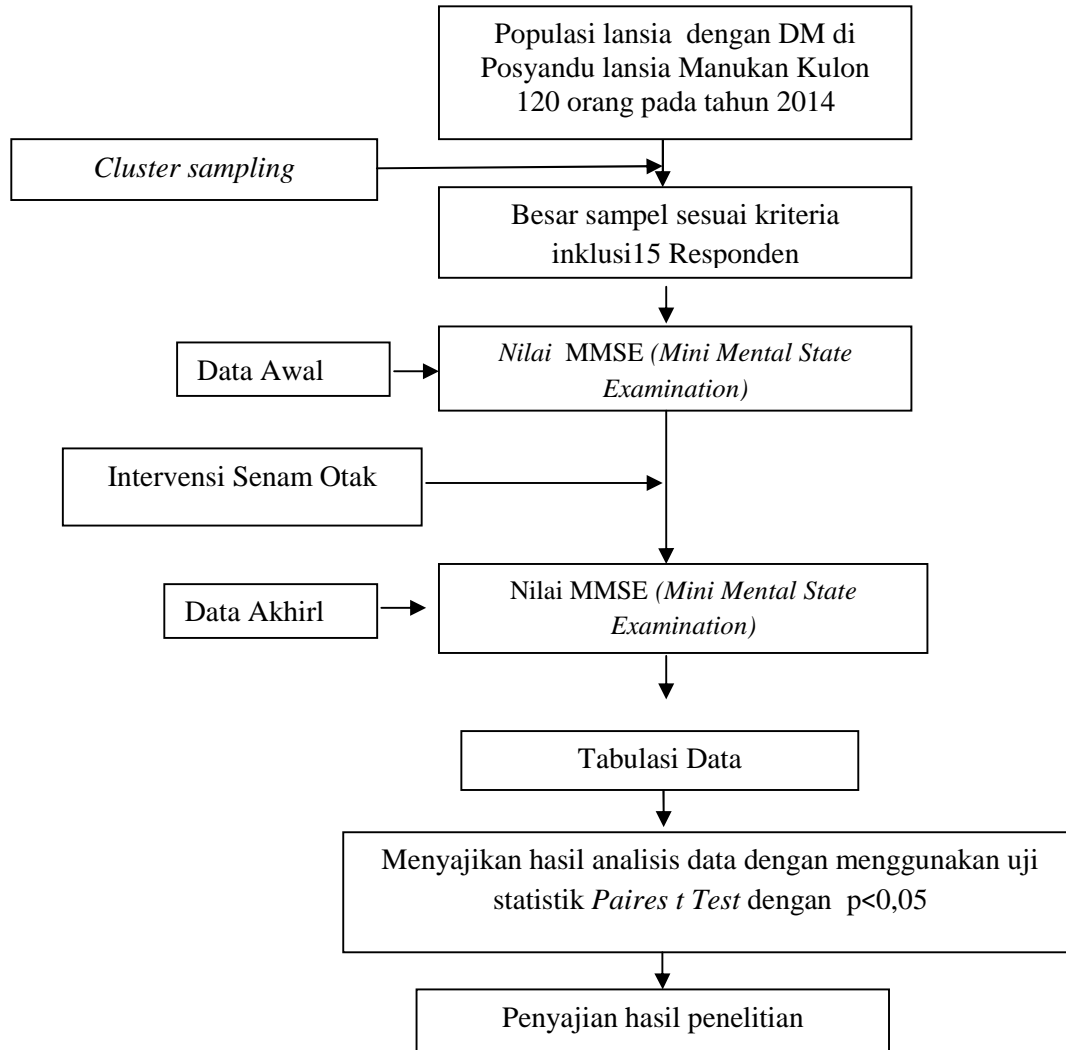 Populasi lansia dengan DM di
Posyandu lansia Manukan Kulon
120 orang pada tahun 2014
Cluster sampling
Besar sampel sesuai kriteria
inklusi15 Responden
Nilai MMSE (Mini Mental State
Examination)
Data Awal
Intervensi Senam Otak
Nilai MMSE (Mini Mental State
Examination)
Data Akhirl
Tabulasi Data
Menyajikan hasil analisis data dengan menggunakan uji
statistik Paires t Test dengan p<0,05
Penyajian hasil penelitian